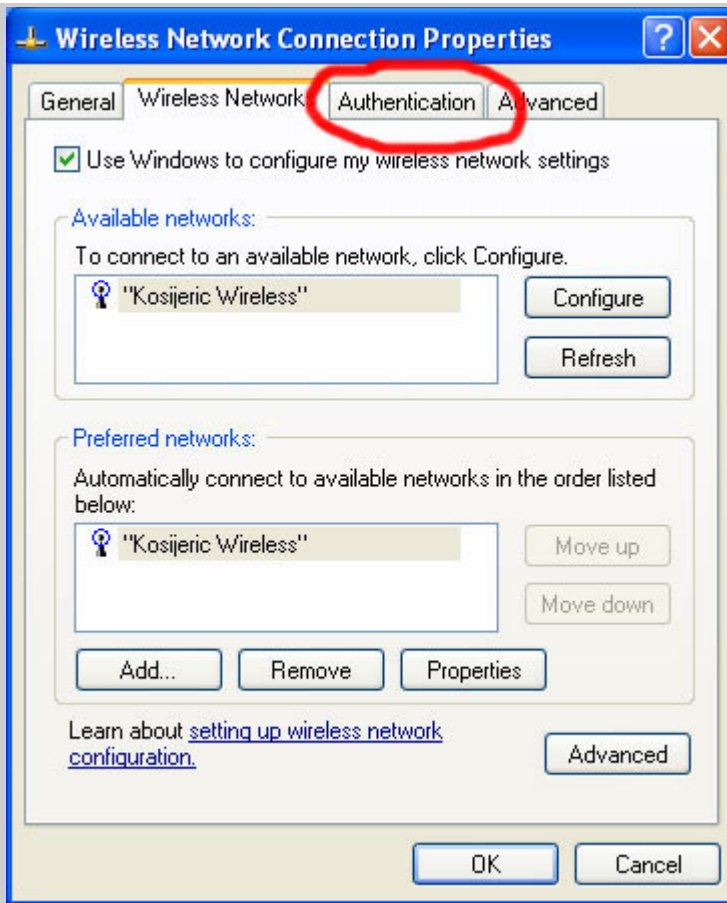 Wireless Network Connection Properties
General Wireless Networks Authentication Advanced
Use Windows to configure my wireless network settings
Available networks:
To connect to an available network, click Configure.
"Kosijeric Wireless"
Configure
Refresh
Preferred networks:
Automatically connect to available networks in the order listed
below:
"Kosijeric Wireless"
Move up
Move down
Add... Remove Properties
Learn about setting up wireless network
configuration.
Advanced
OK Cancel